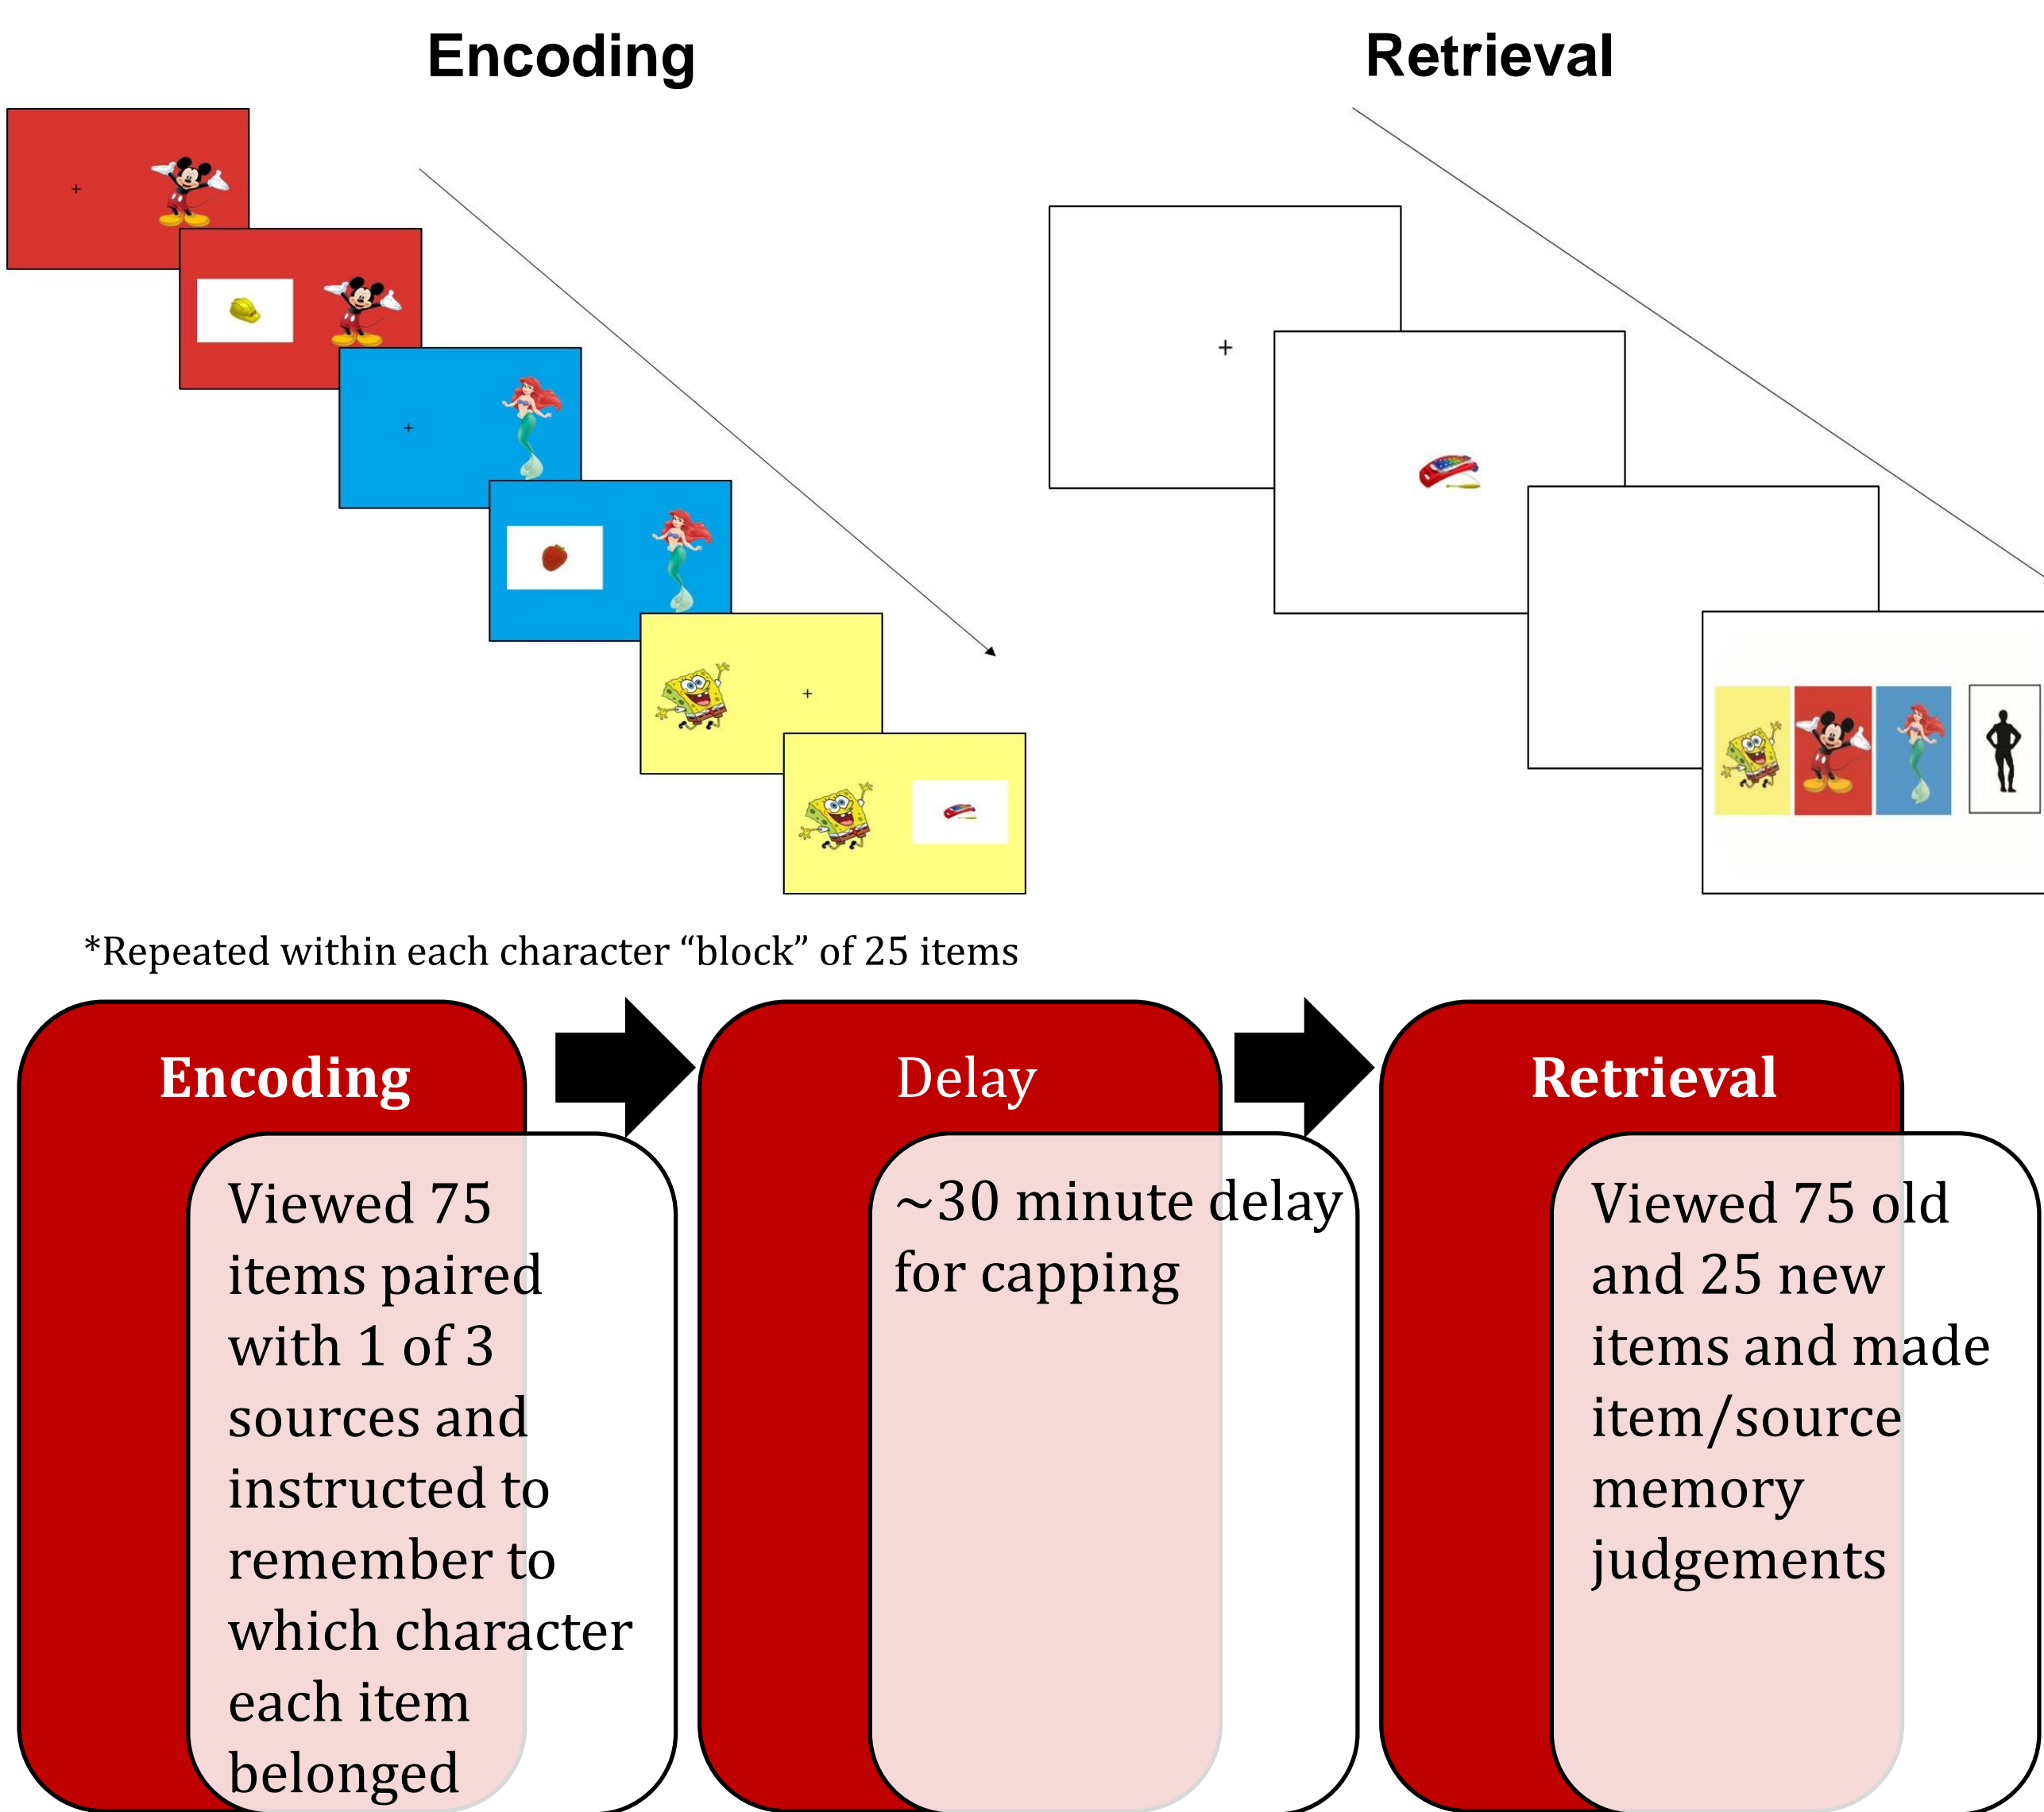 Encoding
Retrieval
+
+
+
+
*Repeated within each character “block” of 25 items
Encoding
Viewed 75
items paired
with 1 of 3
sources and
instructed to
remember to
which character
each item
belonged
Delay
~30 minute delay
for capping
Retrieval
Viewed 75 old
and 25 new
items and made
item/source
memory
judgements